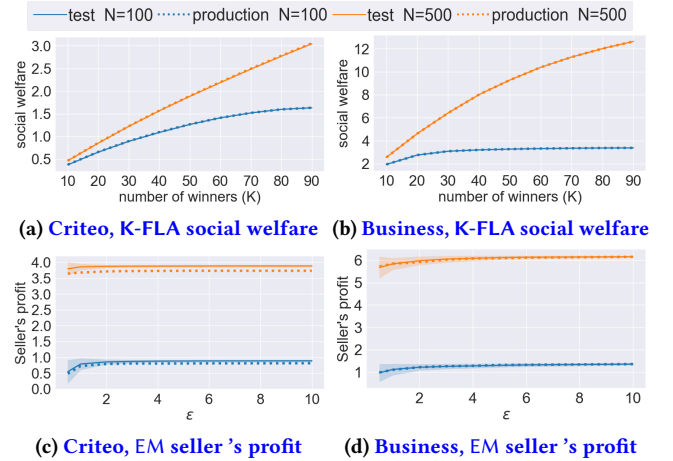 test N=100 production N=100 test N=500 production N=500
social welfare
3.0
2.5
2.0
1.5
1.0
0.5
10 20 30 40 50 60 70 80 90
number of winners (K)
(a) Criteo, K-FLA social welfare
social welfare
12
10
8
6
4
2
10 20 30 40 50 60 70 80 90
number of winners (K)
(b) Business, K-FLA social welfare
Seller's profit
4.0
3.5
3.0
2.5
2.0
1.5
1.0
0.5
0.0
2 4 6 8 10
ε
(c) Criteo, EM seller 's profit
Seller's profit
6
5
4
3
2
1
2 4 6 8 10
ε
(d) Business, EM seller 's profit